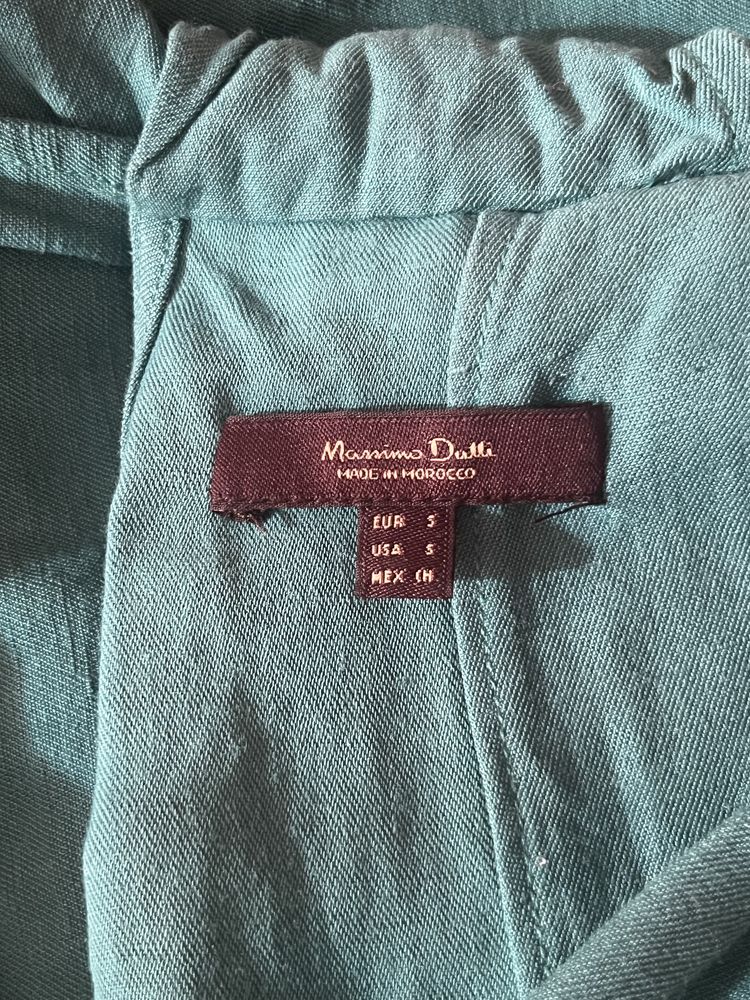 Massimo Dutti
MADE IN MOROCCO
EUR S
USA S
MEX CH